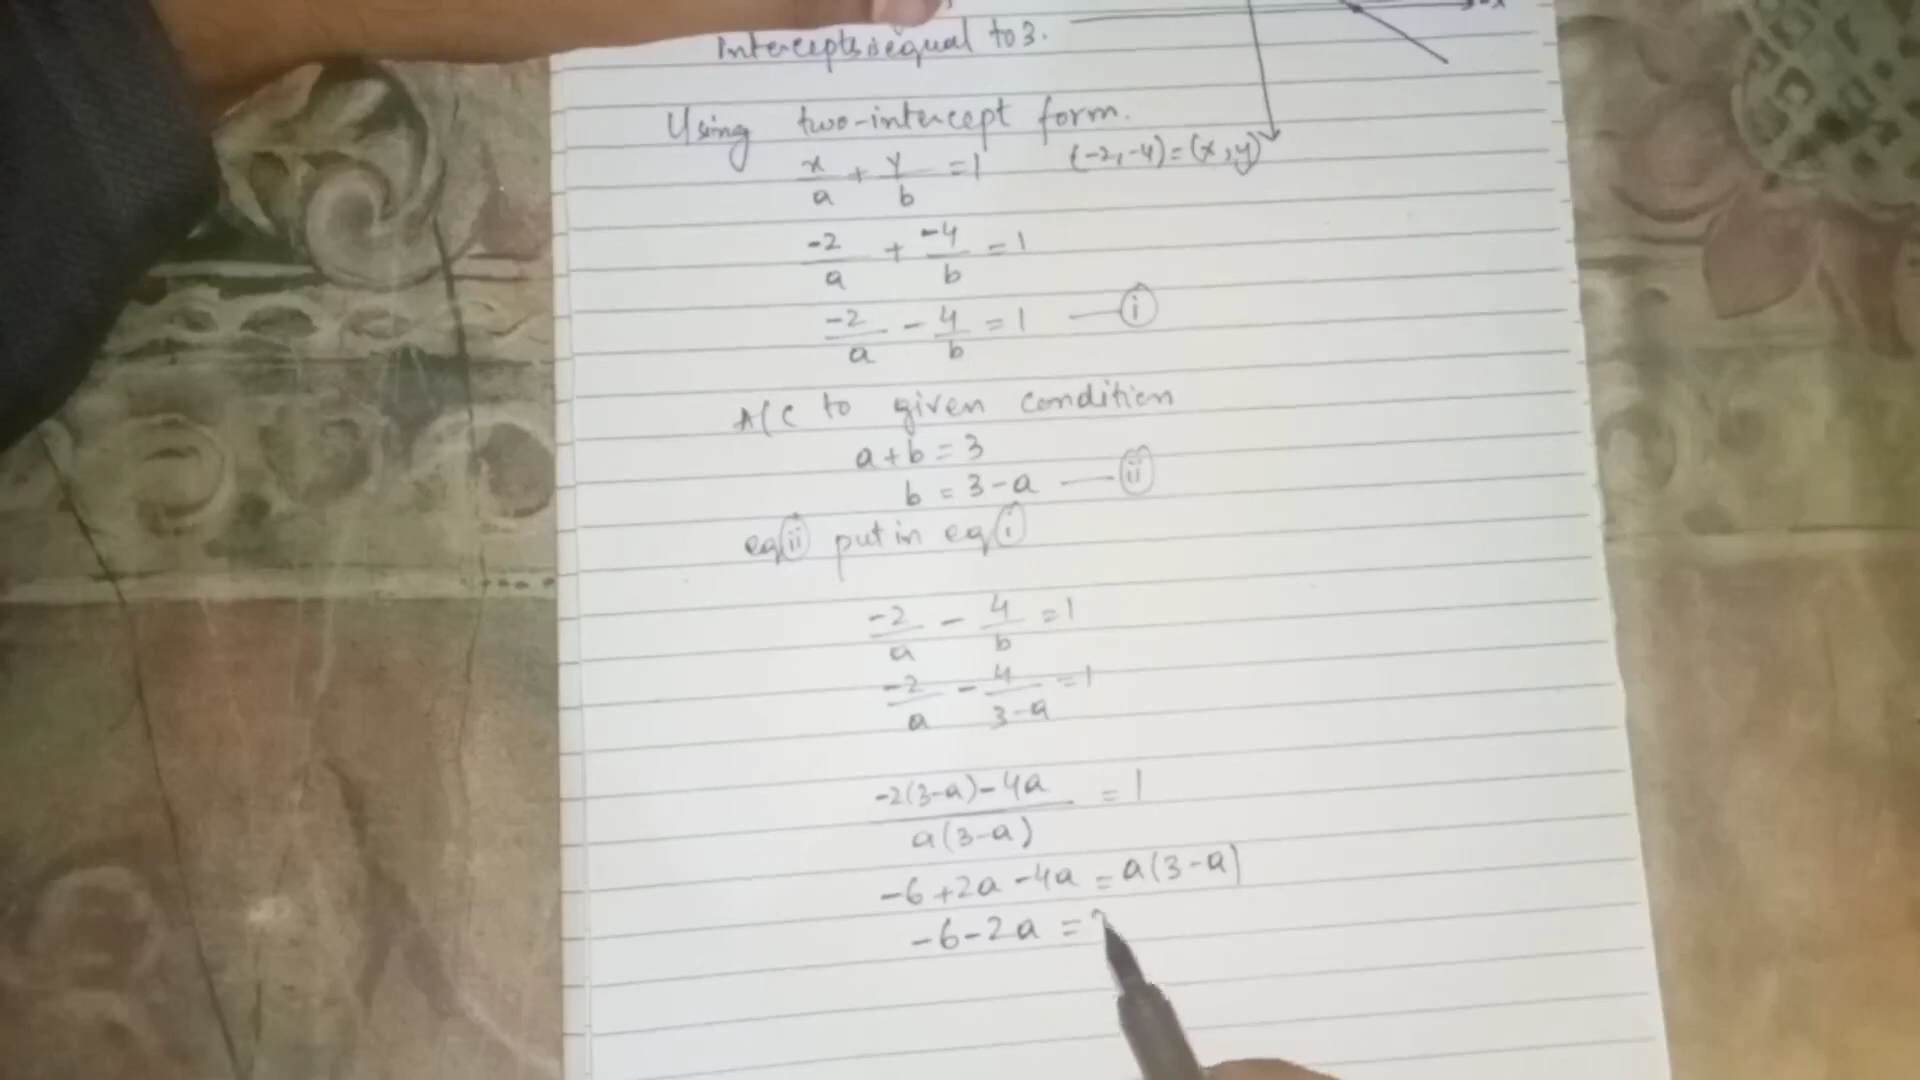 -x
Intercepts is equal to 3.
Using two-intercept form.
x/a + y/b = 1 (-2,-4)=(x,y)
-2/a + -4/b = 1
-2/a - 4/b = 1 — (i)
A/C to given condition
a+b = 3
b = 3-a — (ii)
eq(ii) put in eq(i)
-2/a - 4/b = 1
-2/a - 4/3-a = 1
-2(3-a)-4a/a(3-a) = 1
-6+2a-4a = a(3-a)
-6-2a =